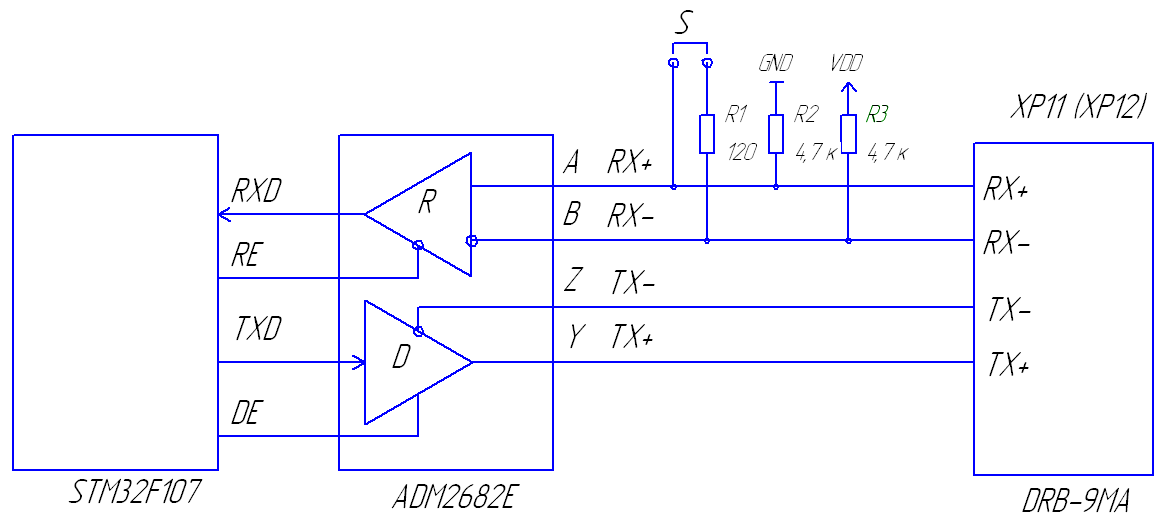 S
GND VDD
XP11 (XP12)
R1 R2 R3
120 4,7 к 4,7 к
A RX+
RXD R RX+
B RX-
RX-
RE
Z TX-
TX-
TXD Y TX+
D TX+
DE
STM32F107 ADM2682E DRB-9MA